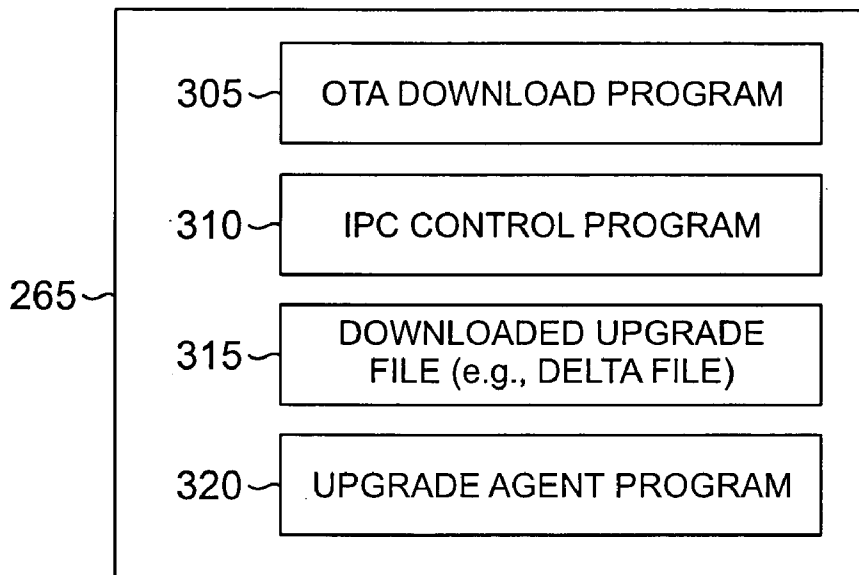 305 OTA DOWNLOAD PROGRAM
310 IPC CONTROL PROGRAM
265
315 DOWNLOADED UPGRADE
FILE (e.g., DELTA FILE)
320 UPGRADE AGENT PROGRAM